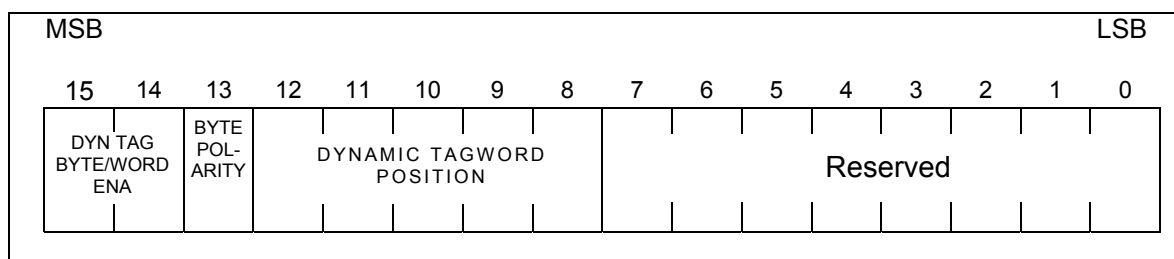 MSB LSB
15 14 13 12 11 10 9 8 7 6 5 4 3 2 1 0
DYN TAG
BYTE/WORD
ENA
BYTE
POL-
ARITY
DYNAMIC TAGWORD
POSITION
Reserved